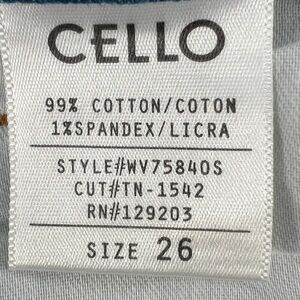 CELLO
99% COTTON/COTON
1%SPANDEX/LICRA
STYLE#WV75840S
CUT#TN-1542
RN#129203
SIZE 26